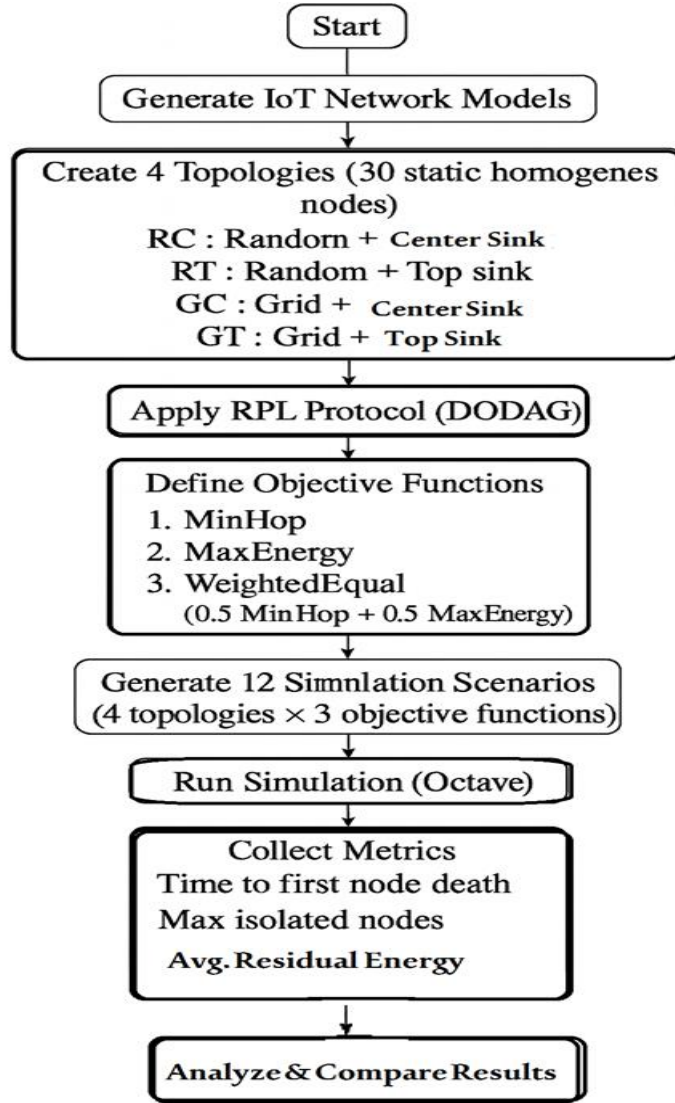 Start
Generate IoT Network Models
Create 4 Topologies (30 static homogenes
nodes)
RC : Randorn + Center Sink
RT : Random + Top sink
GC : Grid + Center Sink
GT : Grid + Top Sink
Apply RPL Protocol (DODAG)
Define Objective Functions
1. MinHop
2. MaxEnergy
3. WeightedEqual
(0.5 MinHop + 0.5 MaxEnergy)
Generate 12 Simnlation Scenarios
(4 topologies × 3 objective functions)
Run Simulation (Octave)
Collect Metrics
Time to first node death
Max isolated nodes
Avg. Residual Energy
Analyze & Compare Results